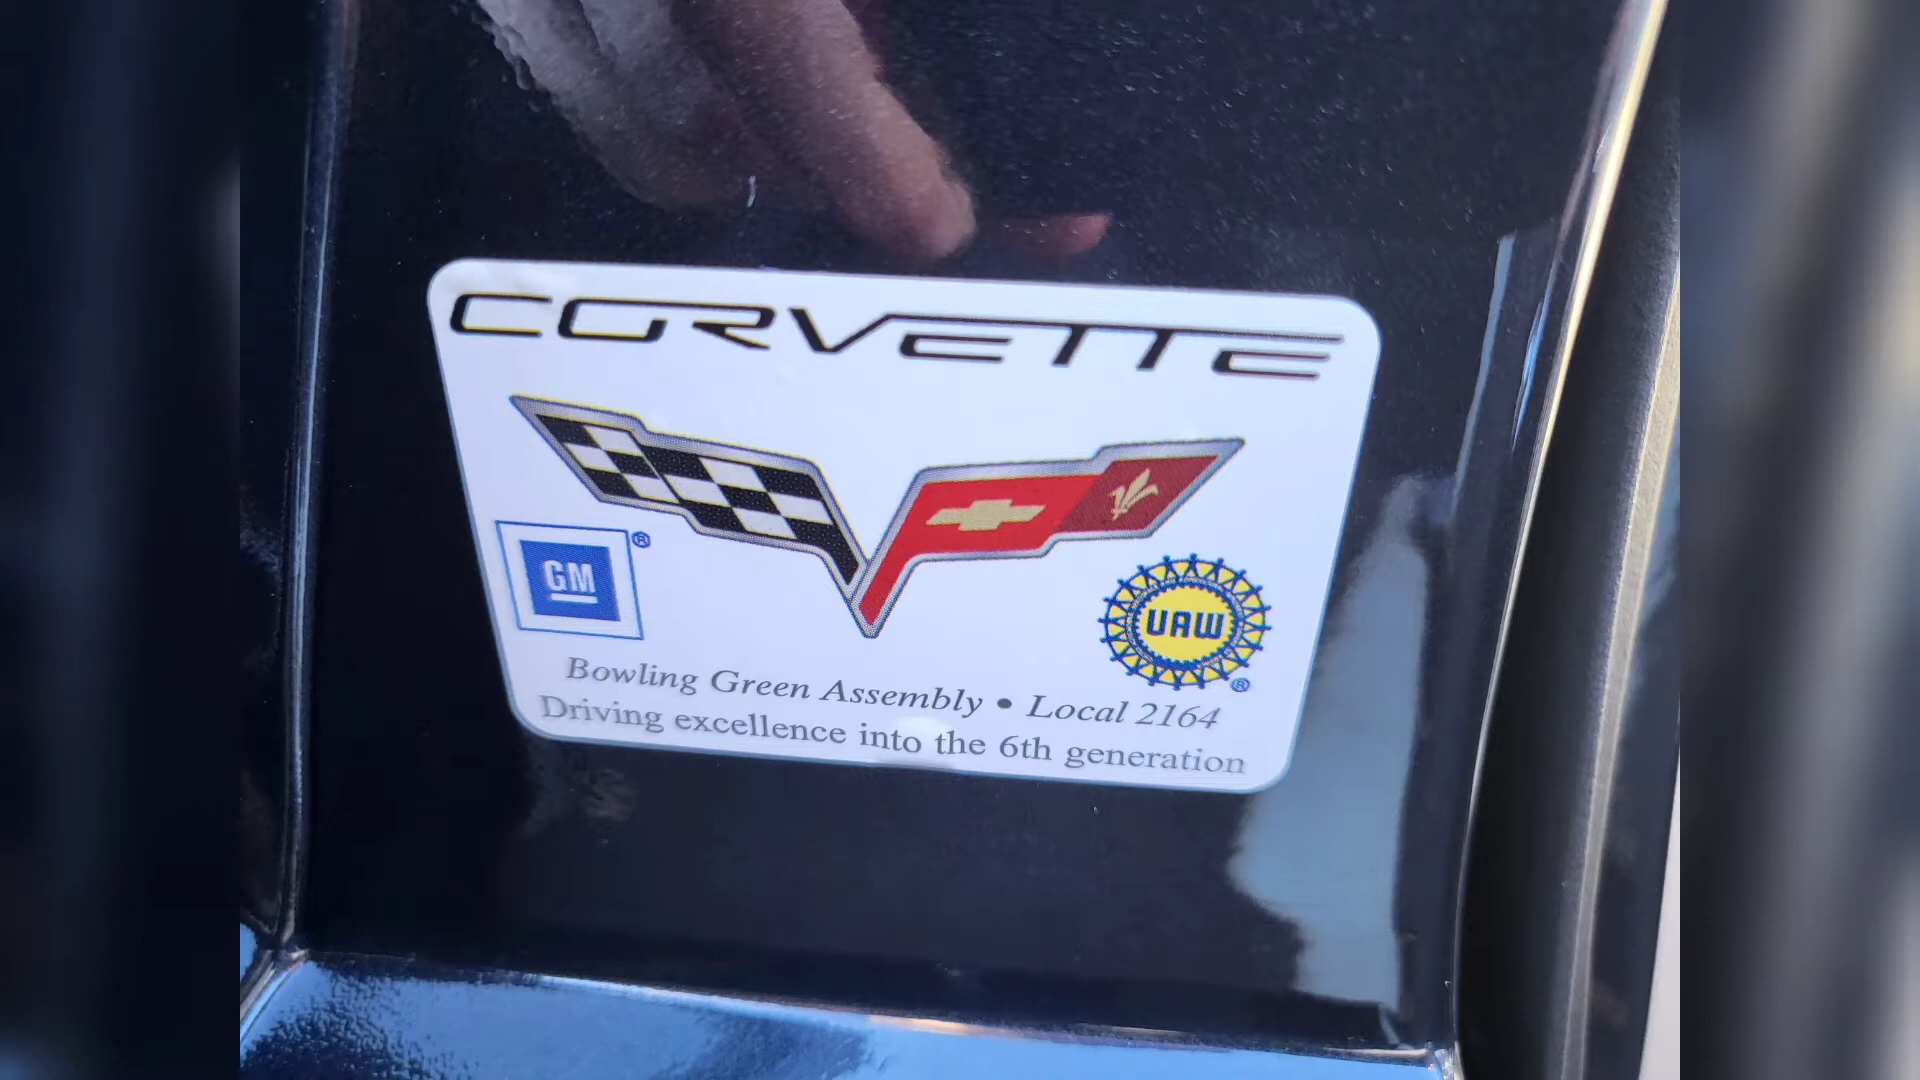 CORVETTE
GM ®
UAW ®
Bowling Green Assembly • Local 2164
Driving excellence into the 6th generation